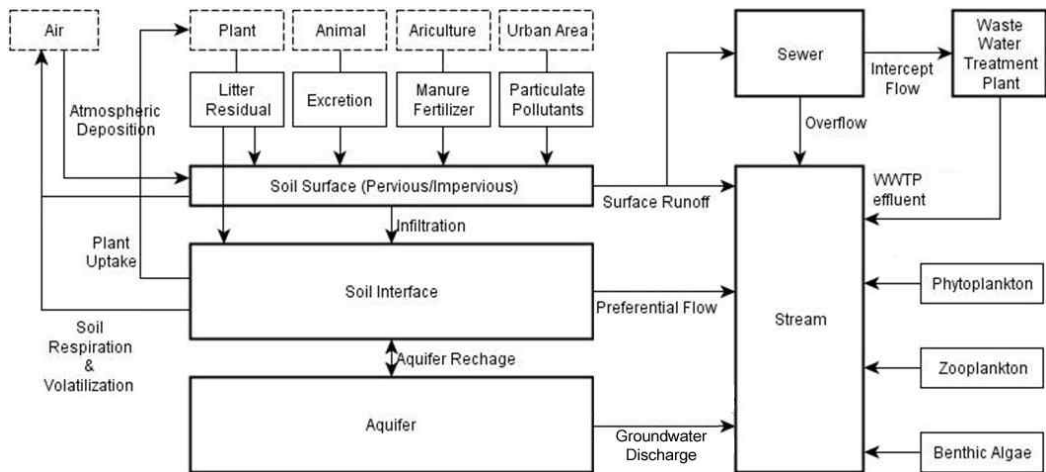 Air
Plant
Animal
Ariculture
Urban Area
Sewer
Waste
Water
Treatment
Plant
Intercept
Flow
Litter
Residual
Excretion
Manure
Fertilizer
Particulate
Pollutants
Atmospheric
Deposition
Overflow
Soil Surface (Pervious/Impervious)
Surface Runoff
WWTP
effluent
Infiltration
Plant
Uptake
Soil Interface
Preferential Flow
Stream
Phytoplankton
Soil
Respiration
&
Volatilization
Aquifer Rechage
Zooplankton
Aquifer
Groundwater
Discharge
Benthic Algae